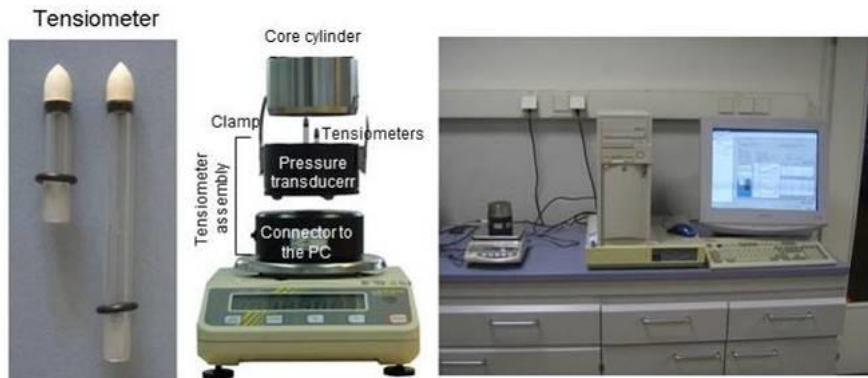 Tensiometer
Core cylinder
Clamp
Tensiometers
Tensiometer
assembly
Pressure
transducerr
Connector to
the PC